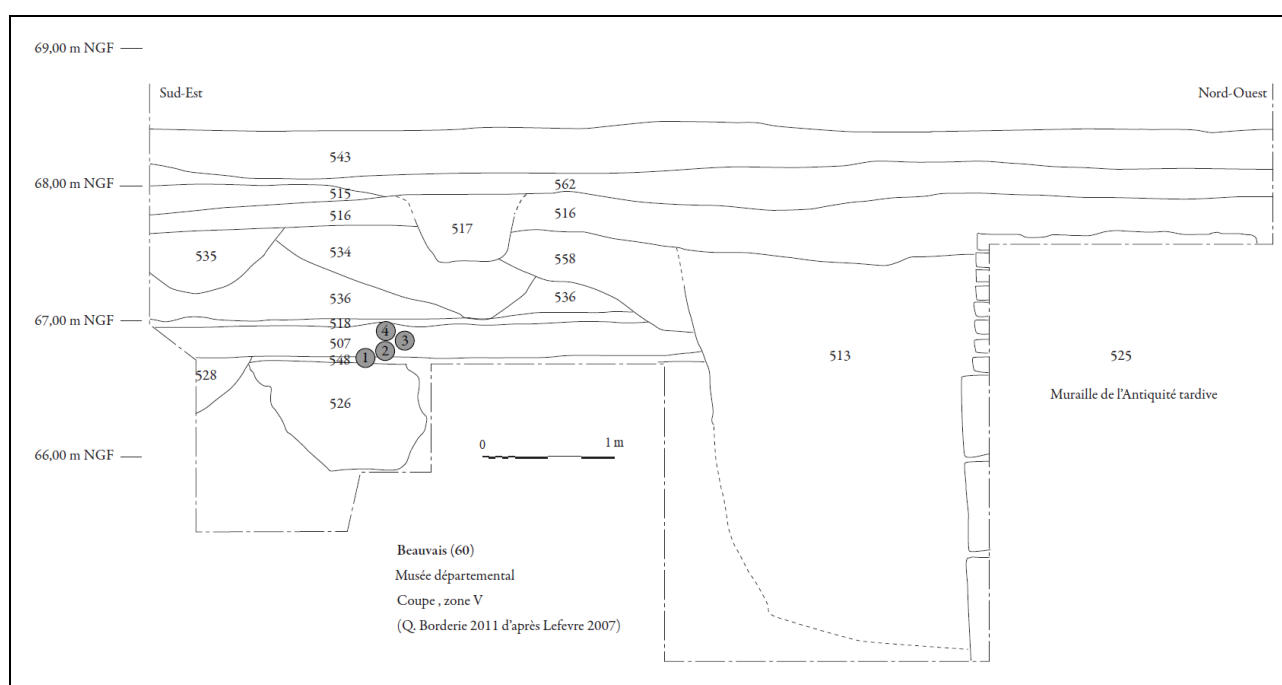 69,00 m NGF
Sud-Est
Nord-Ouest
543
68,00 m NGF
562
515
516
516
517
535
534
558
536
536
67,00 m NGF
518
4
3
507
2
548
1
528
513
525
526
Muraille de l'Antiquité tardive
66,00 m NGF
0
1 m
Beauvais (60)
Musée départemental
Coupe , zone V
(Q. Borderie 2011 d'après Lefevre 2007)